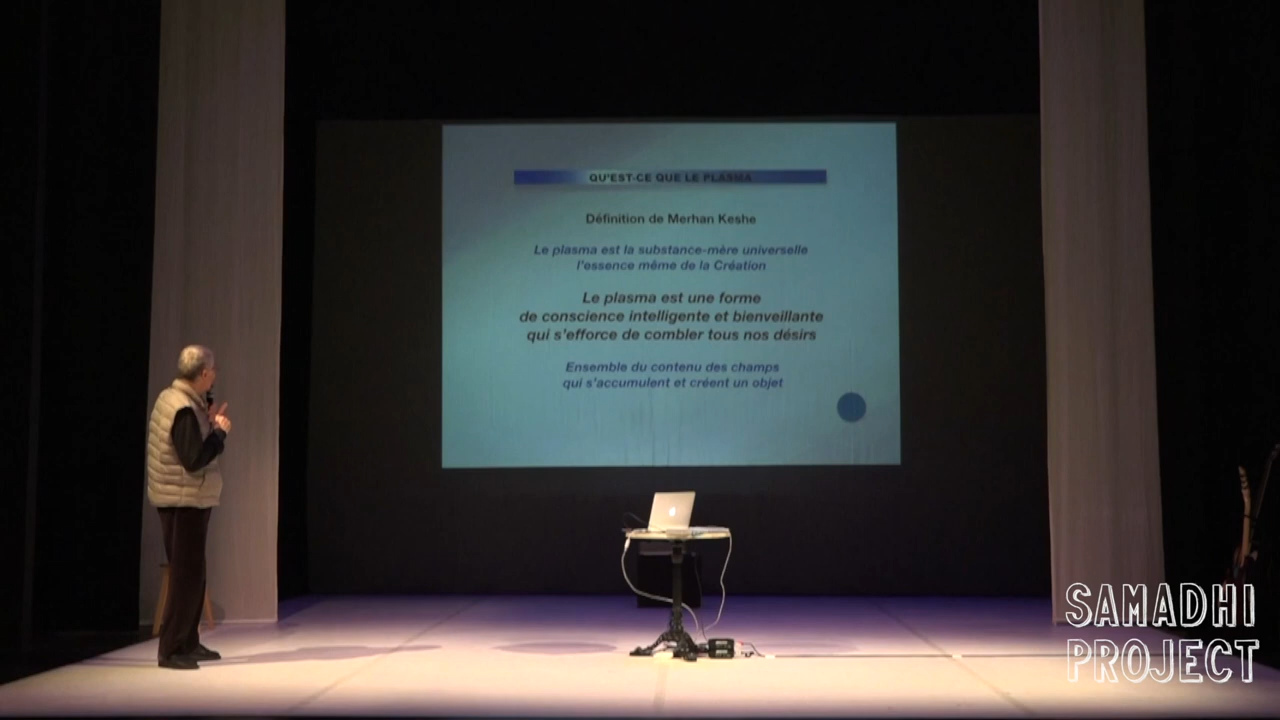 QU'EST-CE QUE LE PLASMA
Définition de Merhan Keshe
Le plasma est la substance-mère universelle
l'essence même de la Création
Le plasma est une forme
de conscience intelligente et bienveillante
qui s'efforce de combler tous nos désirs
Ensemble du contenu des champs
qui s'accumulent et créent un objet
SAMADHI
PROJECT